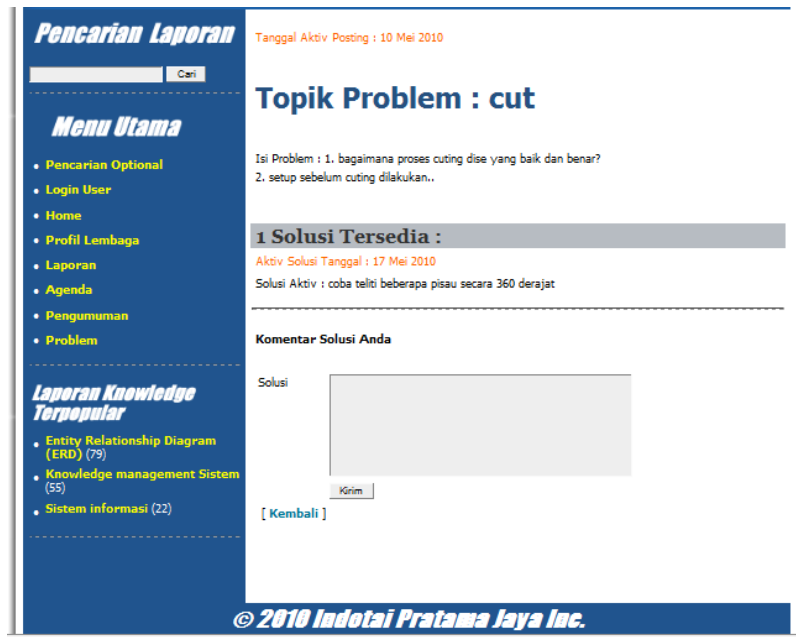 Pencarian Laporan
Cari
Menu Utama
Pencarian Optional
Login User
Home
Profil Lembaga
Laporan
Agenda
Pengumuman
Problem
Laporan Knowledge
Terpopular
Entity Relationship Diagram
(ERD) (79)
Knowledge management Sistem
(55)
Sistem informasi (22)
Tanggal Aktiv Posting : 10 Mei 2010
Topik Problem : cut
Isi Problem : 1. bagaimana proses cuting dise yang baik dan benar?
2. setup sebelum cuting dilakukan..
1 Solusi Tersedia :
Aktiv Solusi Tanggal : 17 Mei 2010
Solusi Aktiv : coba teliti beberapa pisau secara 360 derajat
Komentar Solusi Anda
Solusi
Kirim
[ Kembali ]
© 2010 Indotai Pratama Jaya Inc.